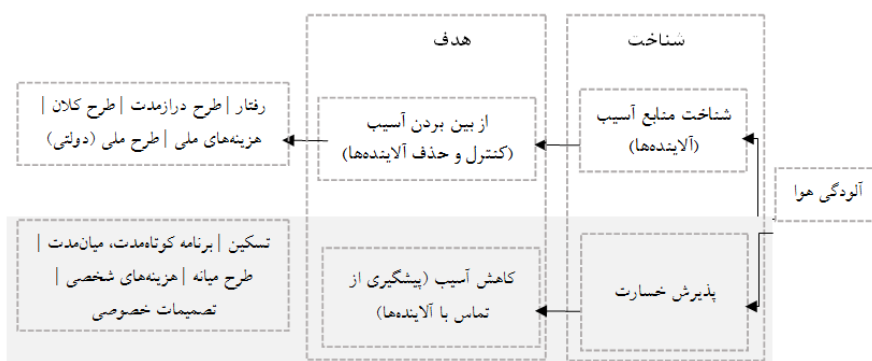 شناخت
هدف
آلودگی هوا
شناخت منابع آسیب
(آلاینده‌ها)
از بین بردن آسیب
(کنترل و حذف آلاینده‌ها)
رفتار | طرح درازمدت | طرح کلان |
هزینه‌های ملی | طرح ملی (دولتی)
پذیرش خسارت
کاهش آسیب (پیشگیری از
تماس با آلاینده‌ها)
تسکین | برنامه کوتاه‌مدت، میان‌مدت |
طرح میانه | هزینه‌های شخصی |
تصمیمات خصوصی